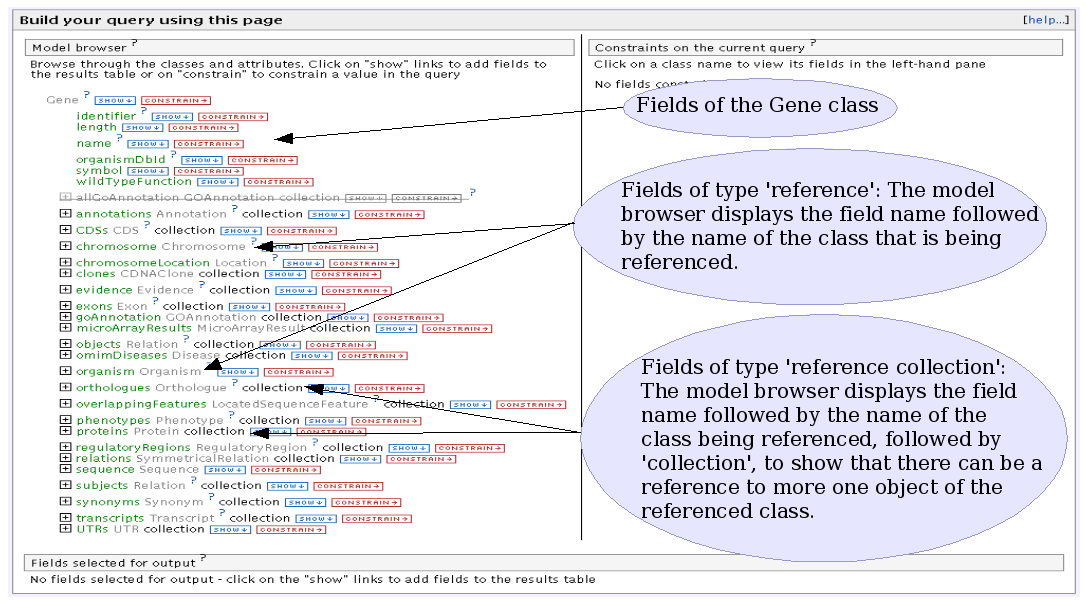 Build your query using this page [help...]
Model browser ?
Browse through the classes and attributes. Click on "show" links to add fields to
the results table or on "constrain" to constrain a value in the query
Gene ? SHOW↓ CONSTRAIN→
identifier ? SHOW↓ CONSTRAIN→
length SHOW↓ CONSTRAIN→
name ? SHOW↓ CONSTRAIN→
organismDbId ? SHOW↓ CONSTRAIN→
symbol SHOW↓ CONSTRAIN→
wildTypeFunction SHOW↓ CONSTRAIN→
allGoAnnotation GOAnnotation collection SHOW↓ CONSTRAIN→ ?
annotations Annotation ? collection SHOW↓ CONSTRAIN→
CDSs CDS ? collection SHOW↓ CONSTRAIN→
chromosome Chromosome ? SHOW↓ CONSTRAIN→
chromosomeLocation Location ? SHOW↓ CONSTRAIN→
clones CDNAClone collection SHOW↓ CONSTRAIN→
evidence Evidence ? collection SHOW↓ CONSTRAIN→
exons Exon ? collection SHOW↓ CONSTRAIN→
goAnnotation GOAnnotation collection SHOW↓ CONSTRAIN→
microArrayResults MicroArrayResult collection SHOW↓ CONSTRAIN→
objects Relation ? collection SHOW↓ CONSTRAIN→
omimDiseases Disease collection SHOW↓ CONSTRAIN→
organism Organism ? SHOW↓ CONSTRAIN→
orthologues Orthologue ? collection SHOW↓ CONSTRAIN→
overlappingFeatures LocatedSequenceFeature ? collection SHOW↓ CONSTRAIN→
phenotypes Phenotype ? collection SHOW↓ CONSTRAIN→
proteins Protein collection SHOW↓ CONSTRAIN→
regulatoryRegions RegulatoryRegion ? collection SHOW↓ CONSTRAIN→
relations SymmetricalRelation collection SHOW↓ CONSTRAIN→
sequence Sequence SHOW↓ CONSTRAIN→
subjects Relation ? collection SHOW↓ CONSTRAIN→
synonyms Synonym ? collection SHOW↓ CONSTRAIN→
transcripts Transcript ? collection SHOW↓ CONSTRAIN→
UTRs UTR collection SHOW↓ CONSTRAIN→
Constraints on the current query ?
Click on a class name to view its fields in the left-hand pane
No fields
Fields of the Gene class
Fields of type 'reference': The model
browser displays the field name followed
by the name of the class that is being
referenced.
Fields of type 'reference collection':
The model browser displays the field
name followed by the name of the
class being referenced, followed by
'collection', to show that there can be a
reference to more one object of the
referenced class.
Fields selected for output ?
No fields selected for output - click on the "show" links to add fields to the results table